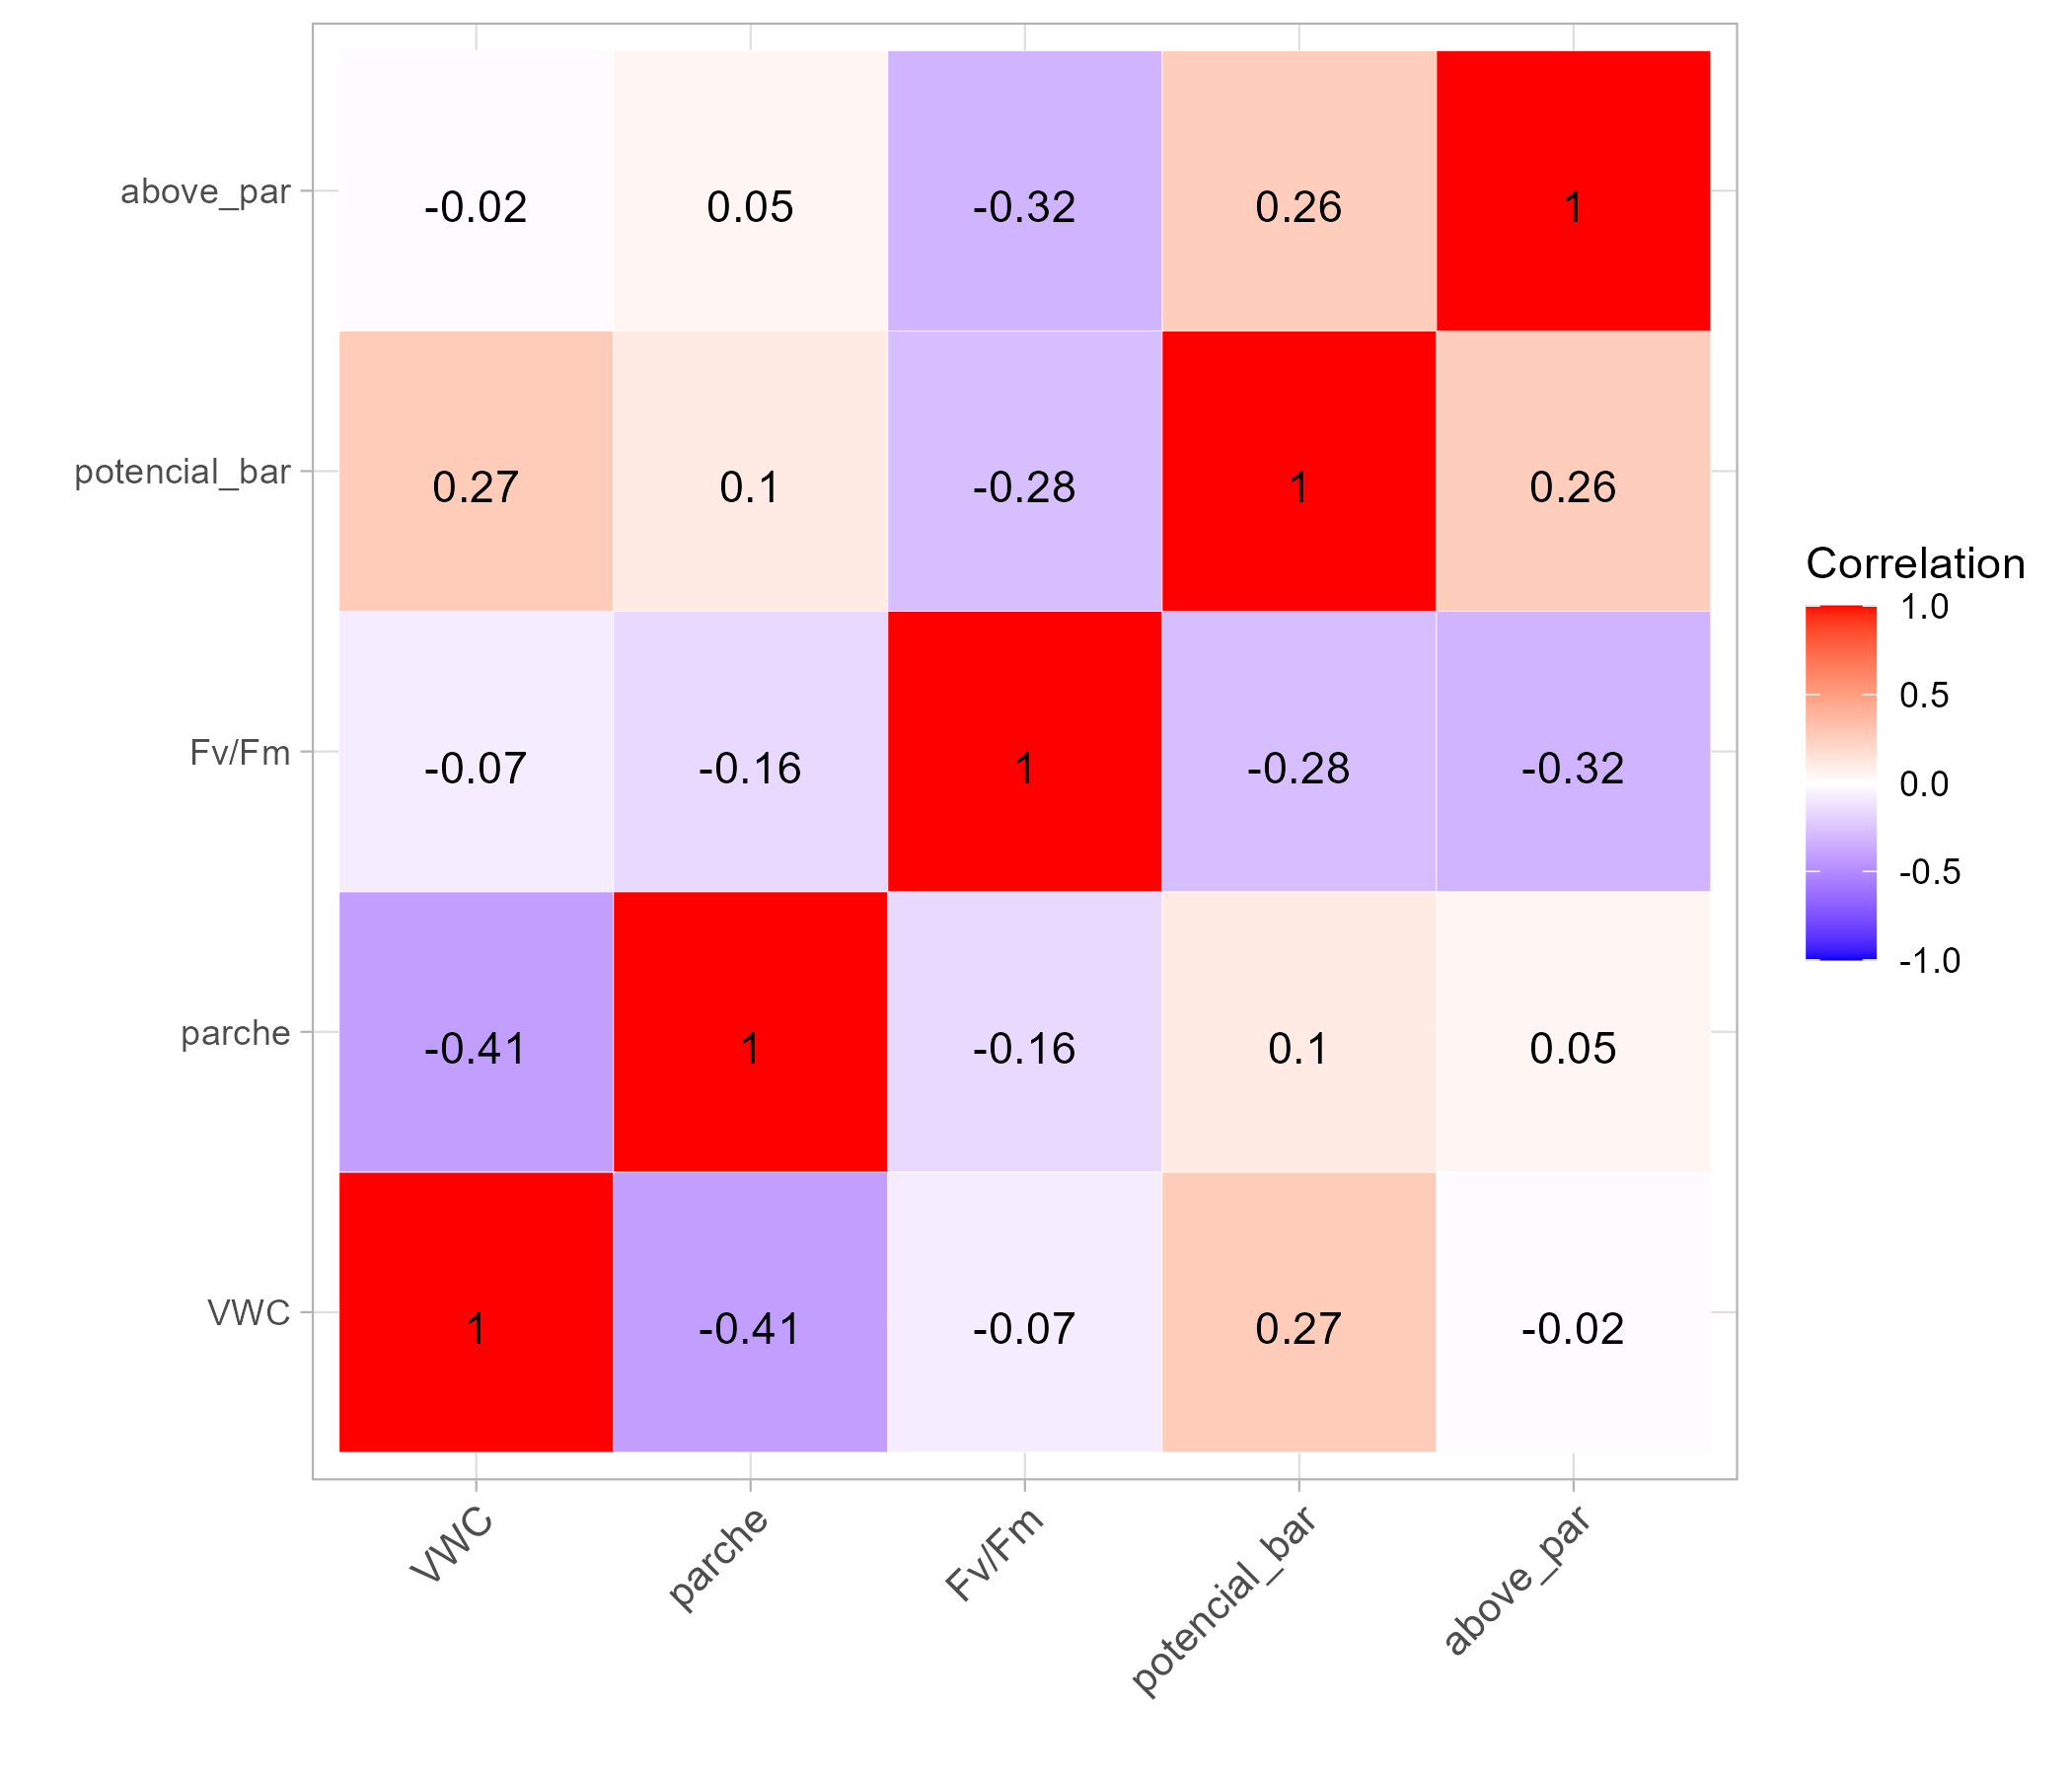 above_par -0.02 0.05 -0.32 0.26 1
potencial_bar 0.27 0.1 -0.28 1 0.26
Fv/Fm -0.07 -0.16 1 -0.28 -0.32
parche -0.41 1 -0.16 0.1 0.05
VWC 1 -0.41 -0.07 0.27 -0.02
VWC parche Fv/Fm potencial_bar above_par
Correlation
1.0
0.5
0.0
-0.5
-1.0